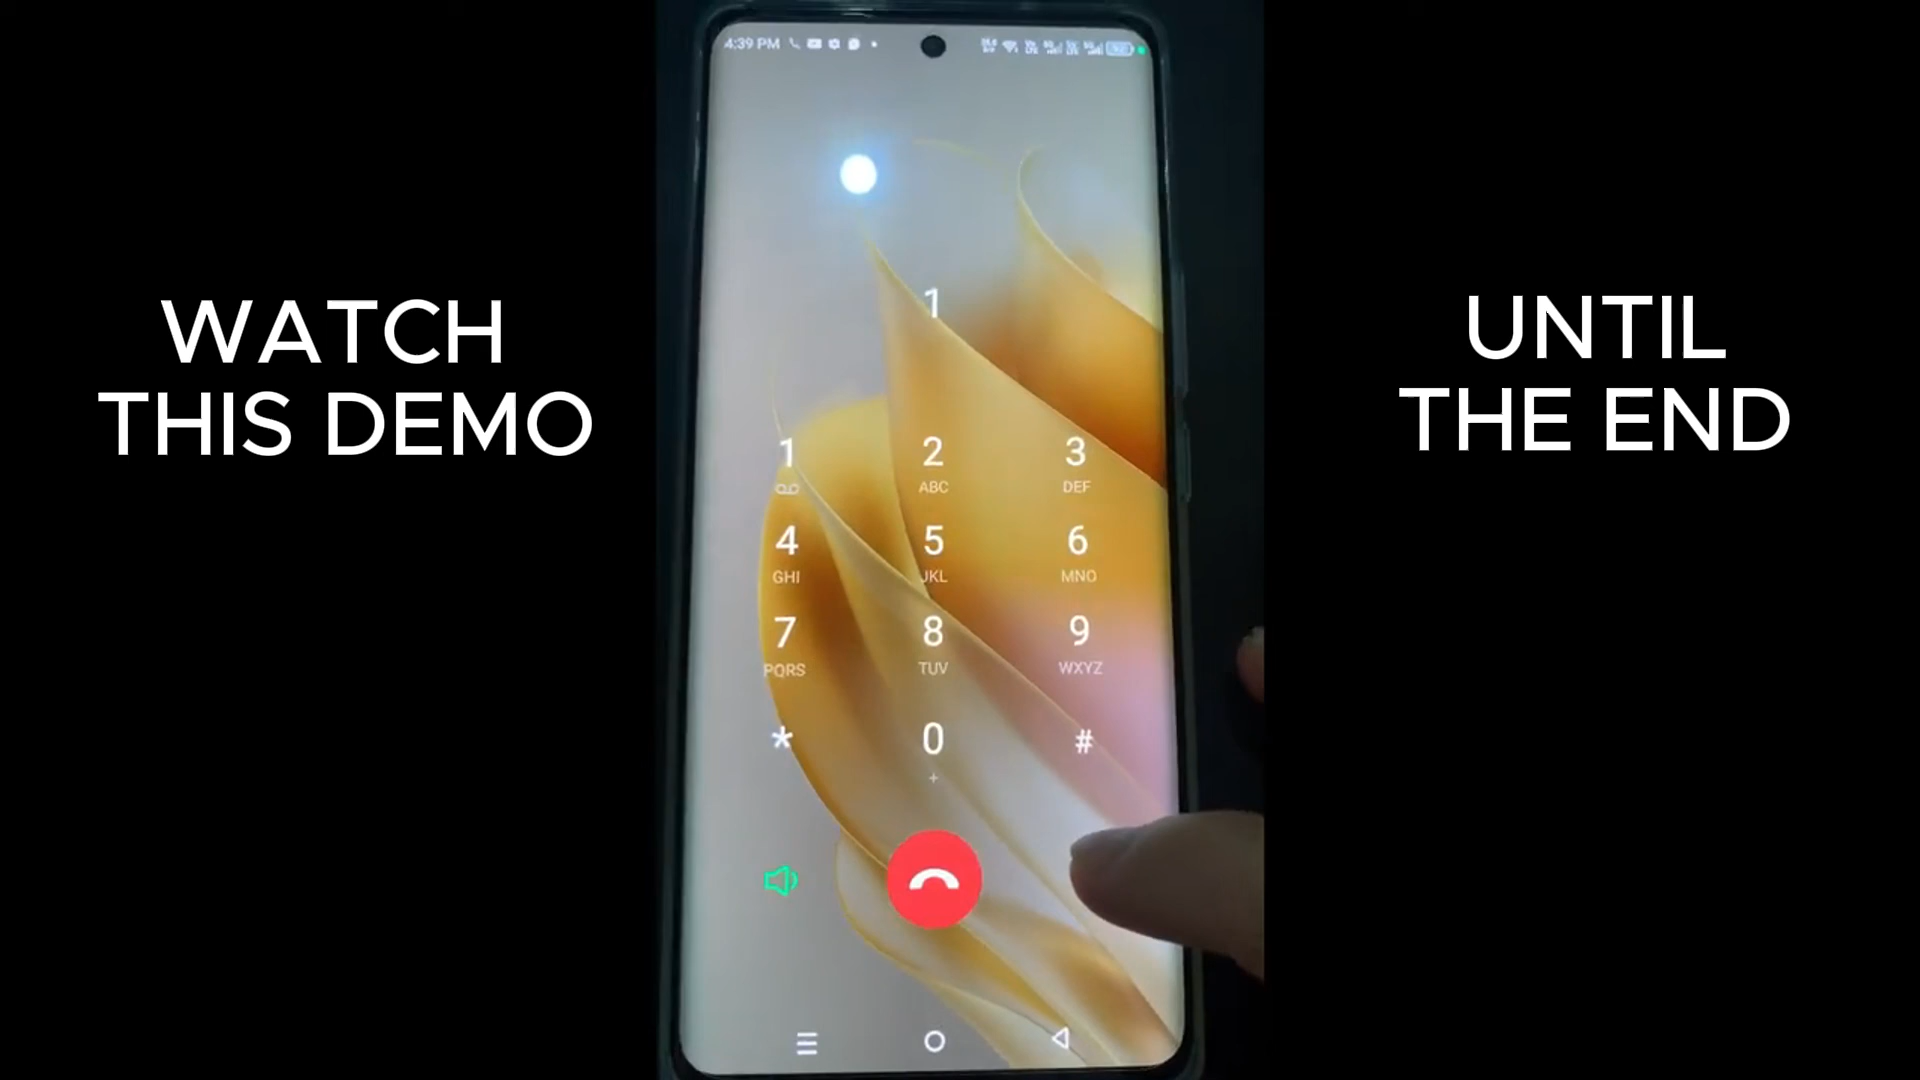 WATCH
THIS DEMO
UNTIL
THE END
4:39 PM
1
1 2 3
ABC DEF
4 5 6
GHI JKL MNO
7 8 9
PQRS TUV WXYZ
* 0 #
+